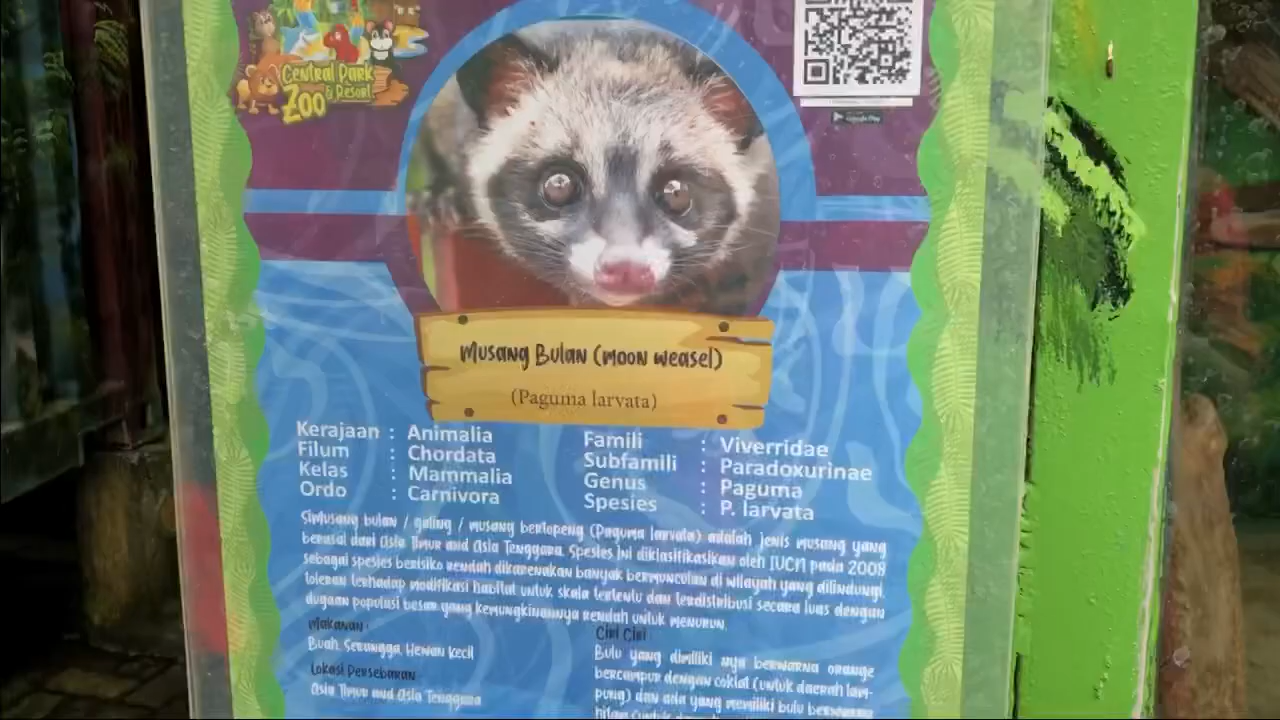 Central Park
Zoo & Resort
Google Play
Musang Bulan (moon weasel)
(Paguma larvata)
Kerajaan : Animalia
Filum : Chordata
Kelas : Mammalia
Ordo : Carnivora
Famili : Viverridae
Subfamili : Paradoxurinae
Genus : Paguma
Spesies : P. larvata
Simusang bulan / galing / musang bertopeng (Paguma larvata) adalah jenis musang yang
berasal dari Asia Timur and Asia Tenggara. Spesies ini diklasifikasikan oleh IUCN pada 2008
sebagai spesies berisiko rendah dikarenakan banyak bermunculan di wilayah yang dilindungi,
toleran terhadap modifikasi habitat untuk skala tertentu dan terdistribusi secara luas dengan
dugaan populasi besar yang kemungkinannya rendah untuk menurun.
Makanan :
Buah, Serangga, Hewan Kecil
Lokasi Persebaran
Asia Timur and Asia Tenggara
Ciri Ciri
Bulu yang dimiliki nya berwarna orange
bercampur dengan coklat (untuk daerah lam-
pung) dan ada yang memiliki bulu berwarna
hitam (untuk